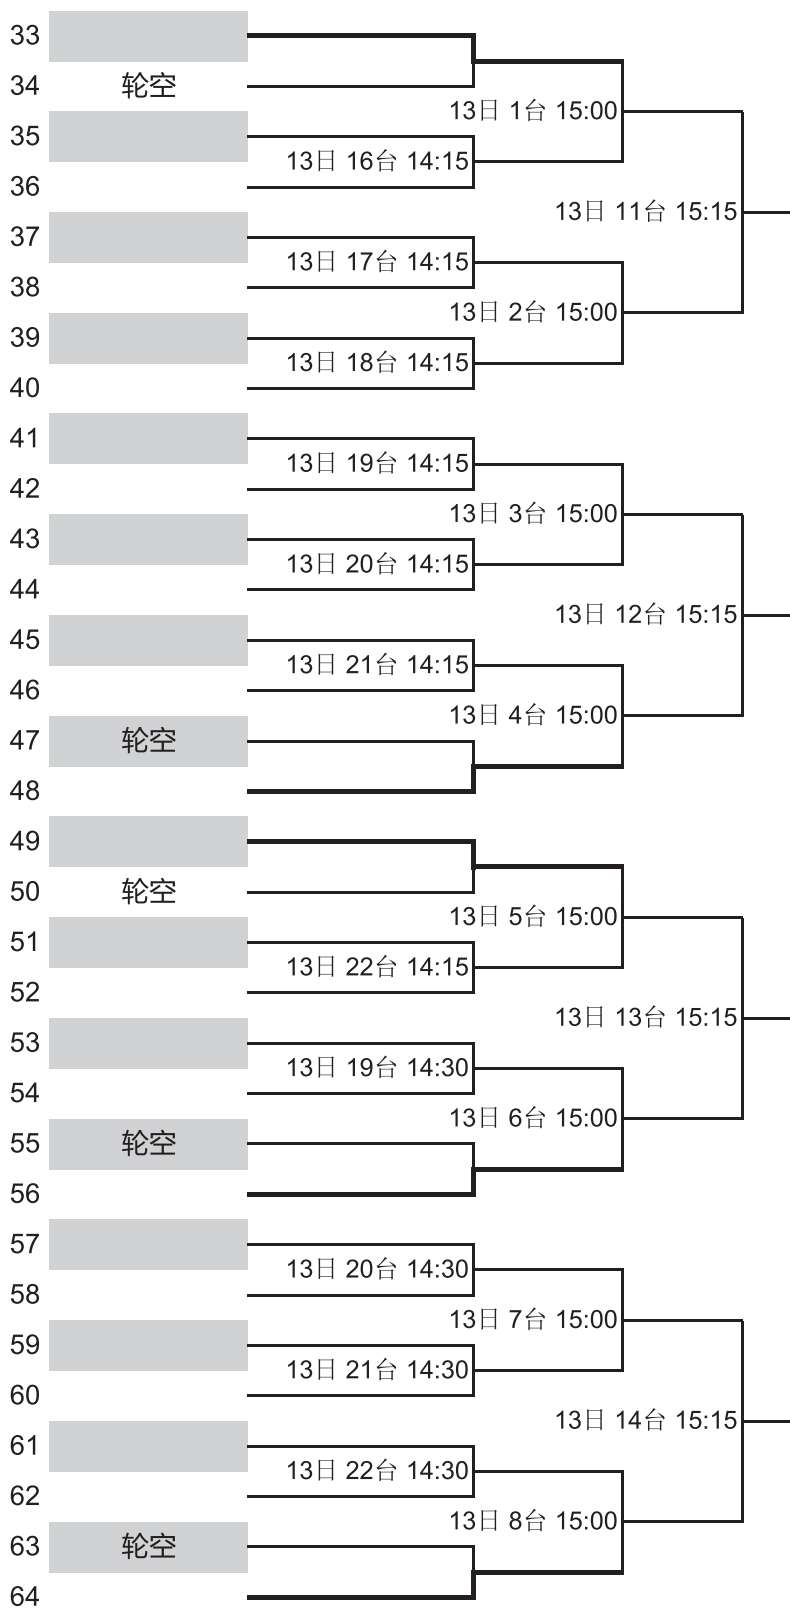 33
34 轮空
13日 1台 15:00
35
13日 16台 14:15
36
13日 11台 15:15
37
13日 17台 14:15
38
13日 2台 15:00
39
13日 18台 14:15
40
41
13日 19台 14:15
42
13日 3台 15:00
43
13日 20台 14:15
44
13日 12台 15:15
45
13日 21台 14:15
46
13日 4台 15:00
47 轮空
48
49
50 轮空
13日 5台 15:00
51
13日 22台 14:15
52
13日 13台 15:15
53
13日 19台 14:30
54
13日 6台 15:00
55 轮空
56
57
13日 20台 14:30
58
13日 7台 15:00
59
13日 21台 14:30
60
13日 14台 15:15
61
13日 22台 14:30
62
13日 8台 15:00
63 轮空
64